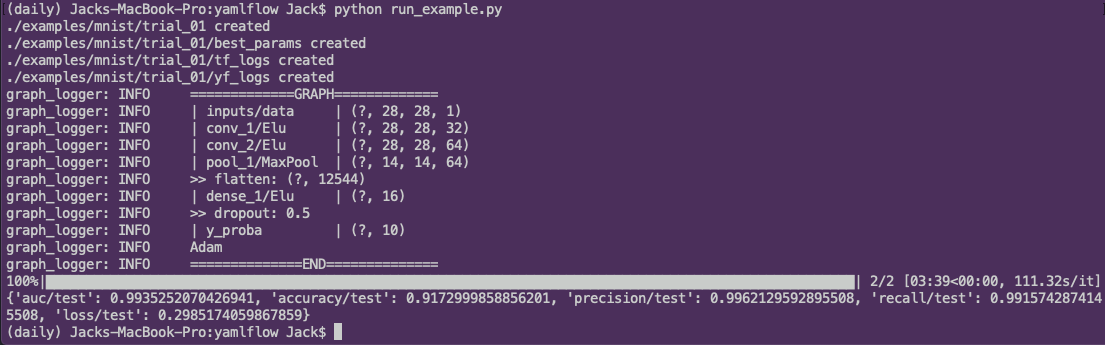 (daily) Jacks-MacBook-Pro:yamlflow Jack$ python run_example.py
./examples/mnist/trial_01 created
./examples/mnist/trial_01/best_params created
./examples/mnist/trial_01/tf_logs created
./examples/mnist/trial_01/yf_logs created
graph_logger: INFO     =============GRAPH=============
graph_logger: INFO     | inputs/data     | (?, 28, 28, 1)
graph_logger: INFO     | conv_1/Elu      | (?, 28, 28, 32)
graph_logger: INFO     | conv_2/Elu      | (?, 28, 28, 64)
graph_logger: INFO     | pool_1/MaxPool  | (?, 14, 14, 64)
graph_logger: INFO     >> flatten: (?, 12544)
graph_logger: INFO     | dense_1/Elu     | (?, 16)
graph_logger: INFO     >> dropout: 0.5
graph_logger: INFO     | y_proba         | (?, 10)
graph_logger: INFO     Adam
graph_logger: INFO     ==============END==============
100%|| 2/2 [03:39<00:00, 111.32s/it]
{'auc/test': 0.9935252070426941, 'accuracy/test': 0.9172999858856201, 'precision/test': 0.9962129592895508, 'recall/test': 0.991574287414
5508, 'loss/test': 0.2985174059867859}
(daily) Jacks-MacBook-Pro:yamlflow Jack$